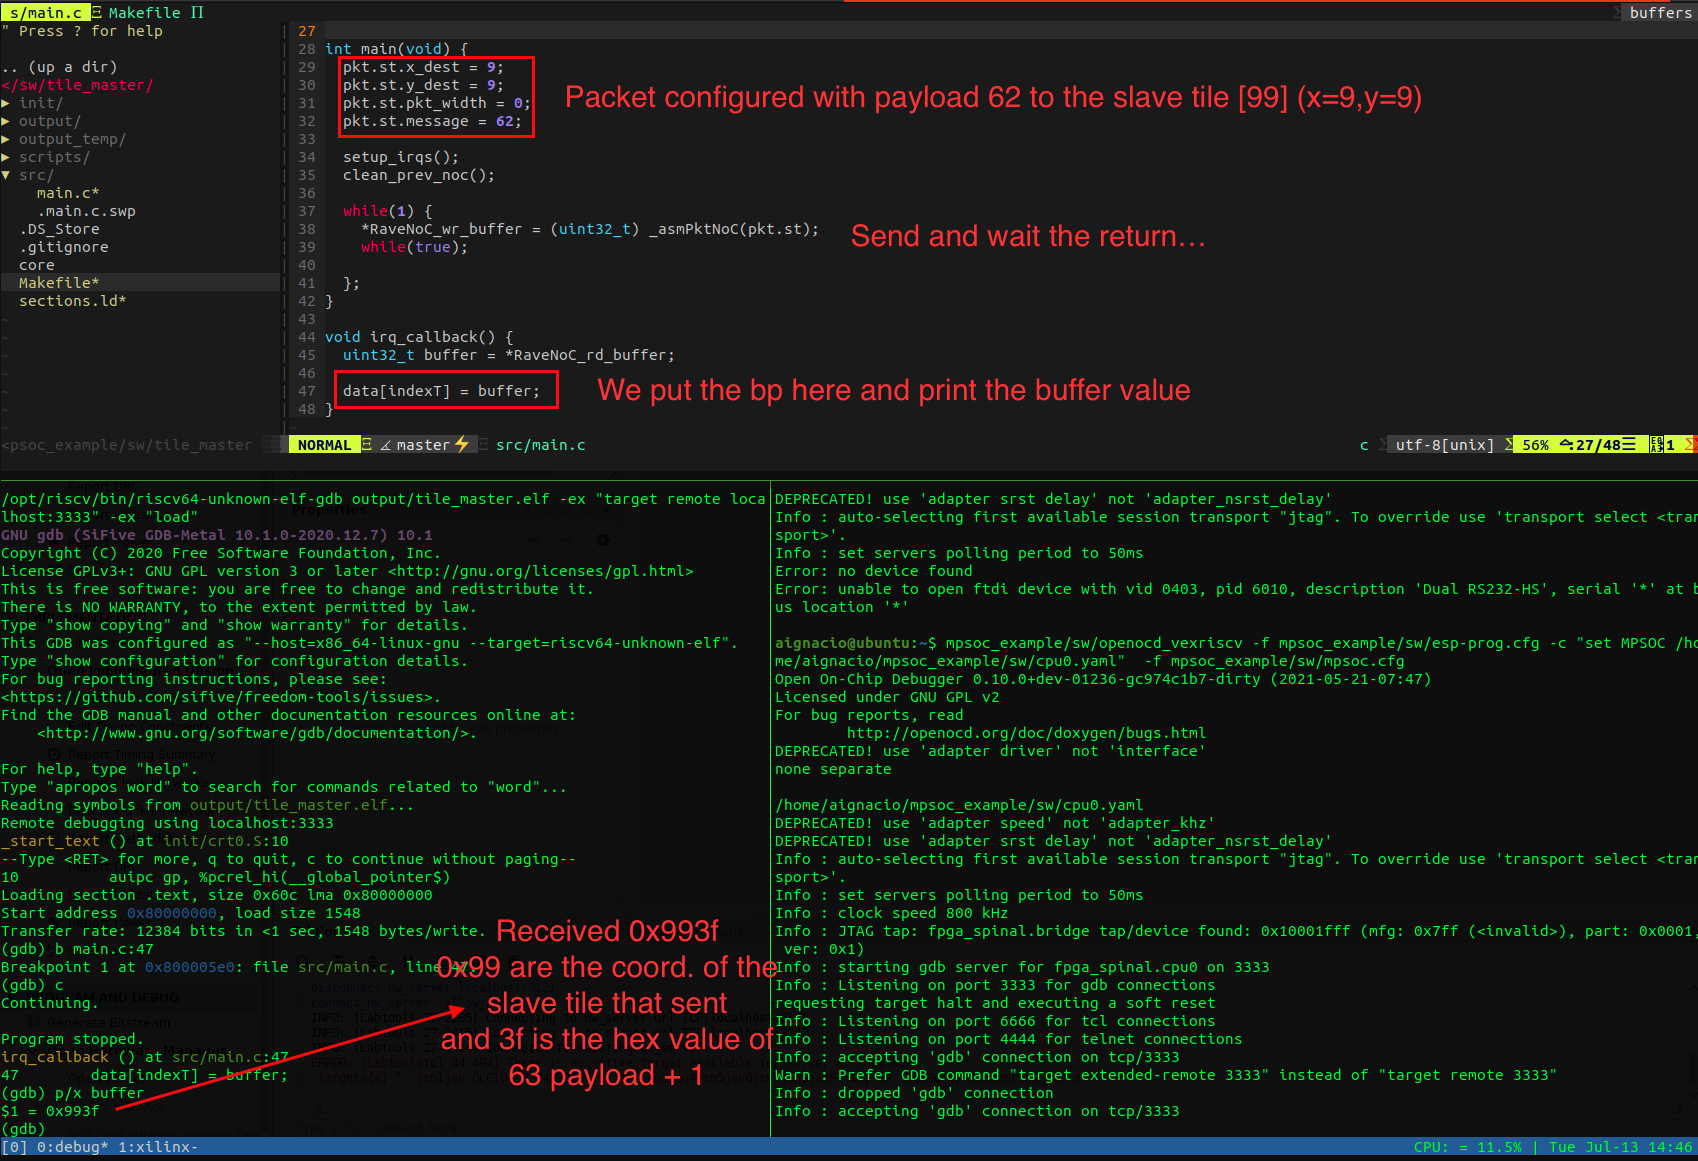 s/main.c Makefile
buffers
" Press ? for help
.. (up a dir)
</sw/tile_master/
▸ init/
▸ output/
▸ output_temp/
▸ scripts/
▾ src/
main.c*
.main.c.swp
.DS_Store
.gitignore
core
Makefile*
sections.ld*
<psoc_example/sw/tile_master
27
28 int main(void) {
29 pkt.st.x_dest = 9;
30 pkt.st.y_dest = 9;
31 pkt.st.pkt_width = 0;
32 pkt.st.message = 62;
33
34 setup_irqs();
35 clean_prev_noc();
36
37 while(1) {
38 *RaveNoC_wr_buffer = (uint32_t) _asmPktNoC(pkt.st);
39 while(true);
40
41 };
42 }
43
44 void irq_callback() {
45 uint32_t buffer = *RaveNoC_rd_buffer;
46
47 data[indexT] = buffer;
48 }
Packet configured with payload 62 to the slave tile [99] (x=9,y=9)
Send and wait the return...
We put the bp here and print the buffer value
NORMAL master⚡ src/main.c
c utf-8[unix] 56% :27/48 1
/opt/riscv/bin/riscv64-unknown-elf-gdb output/tile_master.elf -ex "target remote loca
lhost:3333" -ex "load"
GNU gdb (SiFive GDB-Metal 10.1.0-2020.12.7) 10.1
Copyright (C) 2020 Free Software Foundation, Inc.
License GPLv3+: GNU GPL version 3 or later <http://gnu.org/licenses/gpl.html>
This is free software: you are free to change and redistribute it.
There is NO WARRANTY, to the extent permitted by law.
Type "show copying" and "show warranty" for details.
This GDB was configured as "--host=x86_64-linux-gnu --target=riscv64-unknown-elf".
Type "show configuration" for configuration details.
For bug reporting instructions, please see:
<https://github.com/sifive/freedom-tools/issues>.
Find the GDB manual and other documentation resources online at:
<http://www.gnu.org/software/gdb/documentation/>.
For help, type "help".
Type "apropos word" to search for commands related to "word"...
Reading symbols from output/tile_master.elf...
Remote debugging using localhost:3333
_start_text () at init/crt0.S:10
--Type <RET> for more, q to quit, c to continue without paging--
10 auipc gp, %pcrel_hi(__global_pointer$)
Loading section .text, size 0x60c lma 0x80000000
Start address 0x80000000, load size 1548
Transfer rate: 12384 bits in <1 sec, 1548 bytes/write.
(gdb) b main.c:47
Breakpoint 1 at 0x800005e0: file src/main.c, line 47.
(gdb) c
Continuing.
Program stopped.
irq_callback () at src/main.c:47
47 data[indexT] = buffer;
(gdb) p/x buffer
$1 = 0x993f
(gdb)
Received 0x993f
0x99 are the coord. of the
slave tile that sent
and 3f is the hex value of
63 payload + 1
DEPRECATED! use 'adapter srst delay' not 'adapter_nsrst_delay'
Info : auto-selecting first available session transport "jtag". To override use 'transport select <tran
sport>'.
Info : set servers polling period to 50ms
Error: no device found
Error: unable to open ftdi device with vid 0403, pid 6010, description 'Dual RS232-HS', serial '*' at b
us location '*'
aignacio@ubuntu:~$ mpsoc_example/sw/openocd_vexriscv -f mpsoc_example/sw/esp-prog.cfg -c "set MPSOC /ho
me/aignacio/mpsoc_example/sw/cpu0.yaml" -f mpsoc_example/sw/mpsoc.cfg
Open On-Chip Debugger 0.10.0+dev-01236-gc974c1b7-dirty (2021-05-21-07:47)
Licensed under GNU GPL v2
For bug reports, read
http://openocd.org/doc/doxygen/bugs.html
DEPRECATED! use 'adapter driver' not 'interface'
none separate
/home/aignacio/mpsoc_example/sw/cpu0.yaml
DEPRECATED! use 'adapter speed' not 'adapter_khz'
DEPRECATED! use 'adapter srst delay' not 'adapter_nsrst_delay'
Info : auto-selecting first available session transport "jtag". To override use 'transport select <tran
sport>'.
Info : set servers polling period to 50ms
Info : clock speed 800 kHz
Info : JTAG tap: fpga_spinal.bridge tap/device found: 0x10001fff (mfg: 0x7ff (<invalid>), part: 0x0001,
ver: 0x1)
Info : starting gdb server for fpga_spinal.cpu0 on 3333
Info : Listening on port 3333 for gdb connections
requesting target halt and executing a soft reset
Info : Listening on port 6666 for tcl connections
Info : Listening on port 4444 for telnet connections
Info : accepting 'gdb' connection on tcp/3333
Warn : Prefer GDB command "target extended-remote 3333" instead of "target remote 3333"
Info : dropped 'gdb' connection
Info : accepting 'gdb' connection on tcp/3333
[0] 0:debug* 1:xilinx-
CPU: = 11.5% | Tue Jul-13 14:46